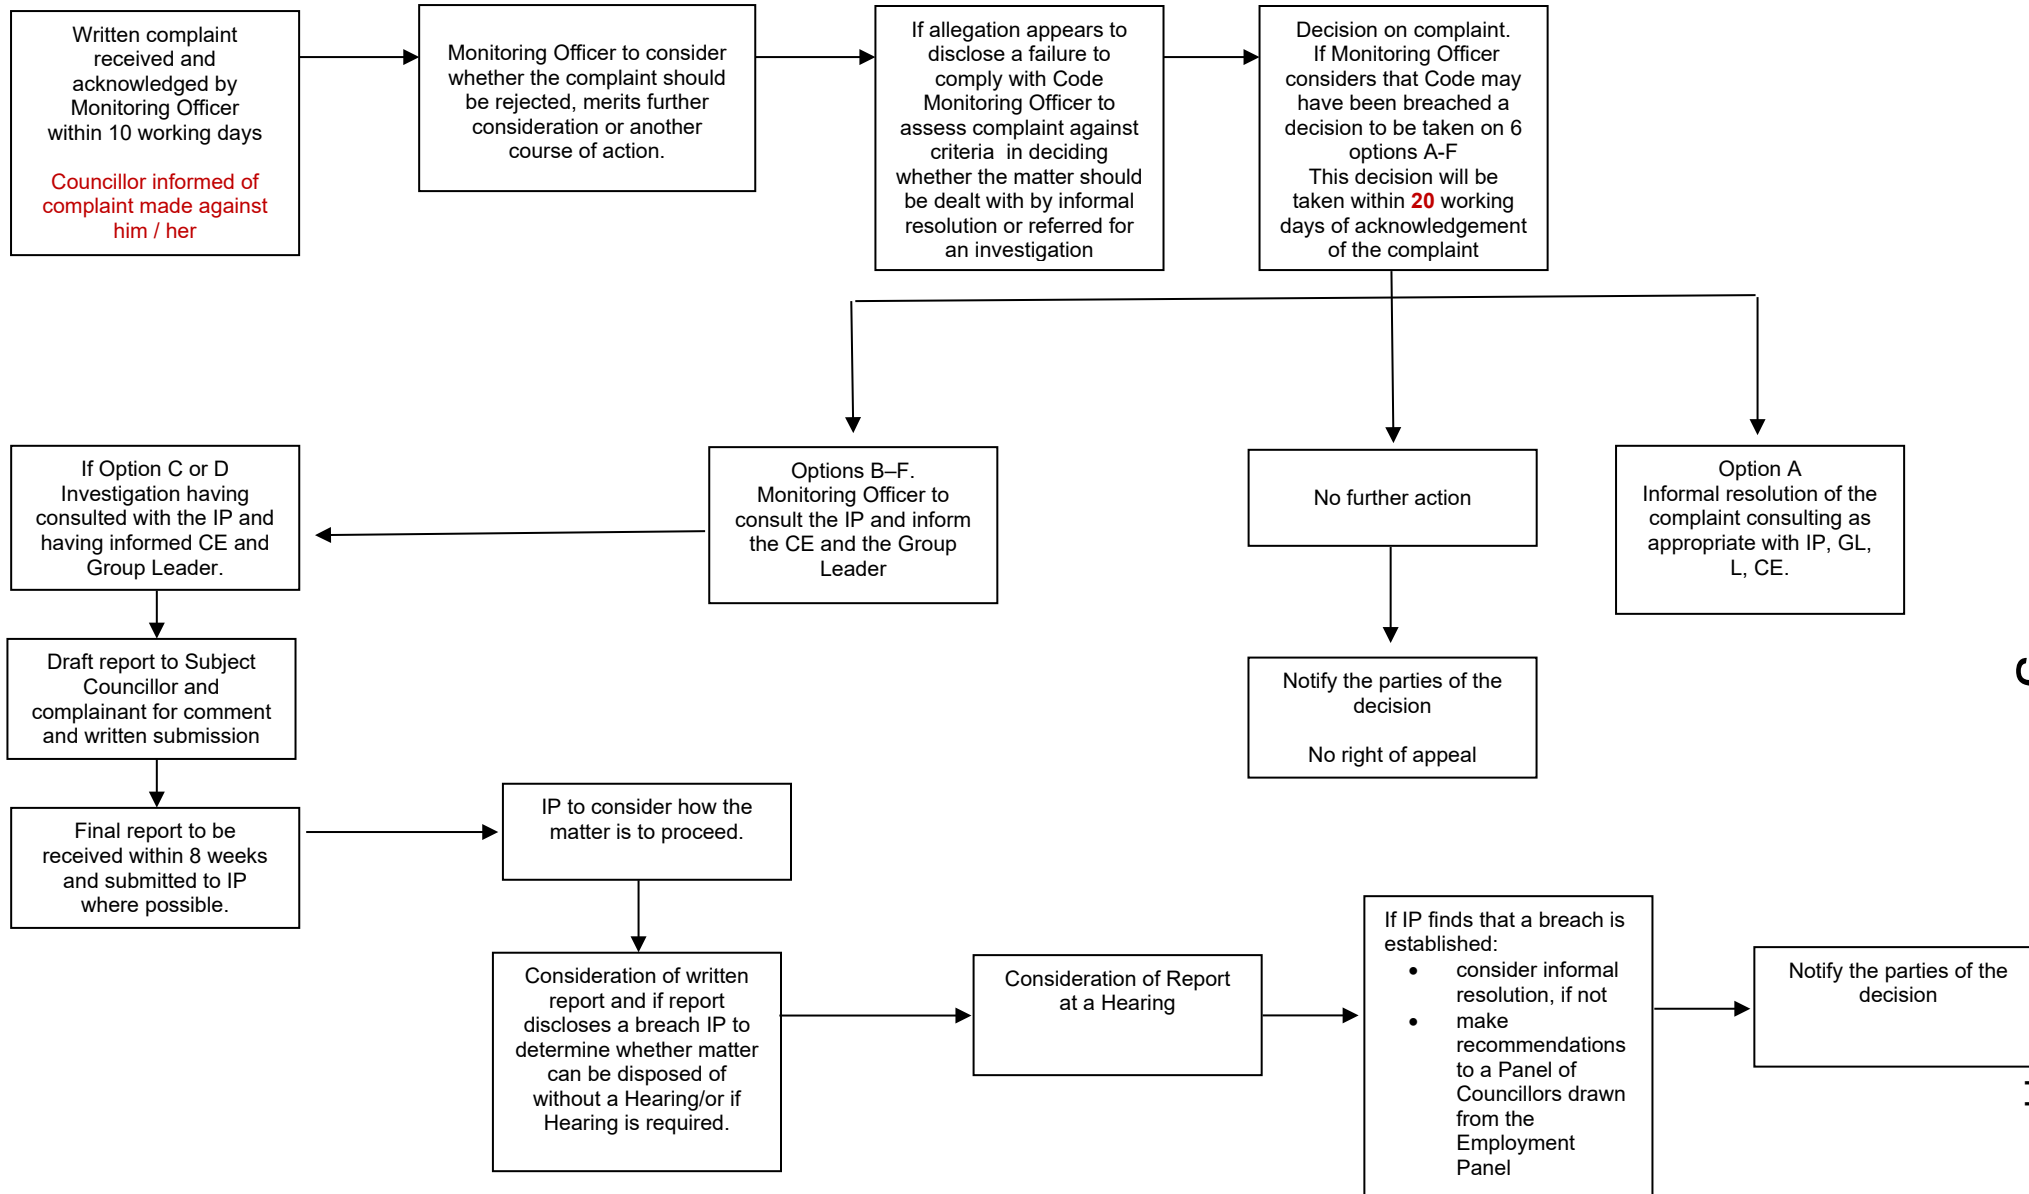 Written complaint
received and
acknowledged by
Monitoring Officer
within 10 working days
Councillor informed of
complaint made against
him / her
Monitoring Officer to consider
whether the complaint should
be rejected, merits further
consideration or another
course of action.
If allegation appears to
disclose a failure to
comply with Code
Monitoring Officer to
assess complaint against
criteria in deciding
whether the matter should
be dealt with by informal
resolution or referred for
an investigation
Decision on complaint.
If Monitoring Officer
considers that Code may
have been breached a
decision to be taken on 6
options A-F
This decision will be
taken within 20 working
days of acknowledgement
of the complaint
If Option C or D
Investigation having
consulted with the IP and
having informed CE and
Group Leader.
Options B–F.
Monitoring Officer to
consult the IP and inform
the CE and the Group
Leader
No further action
Option A
Informal resolution of the
complaint consulting as
appropriate with IP, GL,
L, CE.
Draft report to Subject
Councillor and
complainant for comment
and written submission
Notify the parties of the
decision
No right of appeal
Final report to be
received within 8 weeks
and submitted to IP
where possible.
IP to consider how the
matter is to proceed.
Consideration of written
report and if report
discloses a breach IP to
determine whether matter
can be disposed of
without a Hearing/or if
Hearing is required.
Consideration of Report
at a Hearing
If IP finds that a breach is
established:
• consider informal
resolution, if not
• make
recommendations
to a Panel of
Councillors drawn
from the
Employment
Panel
Notify the parties of the
decision